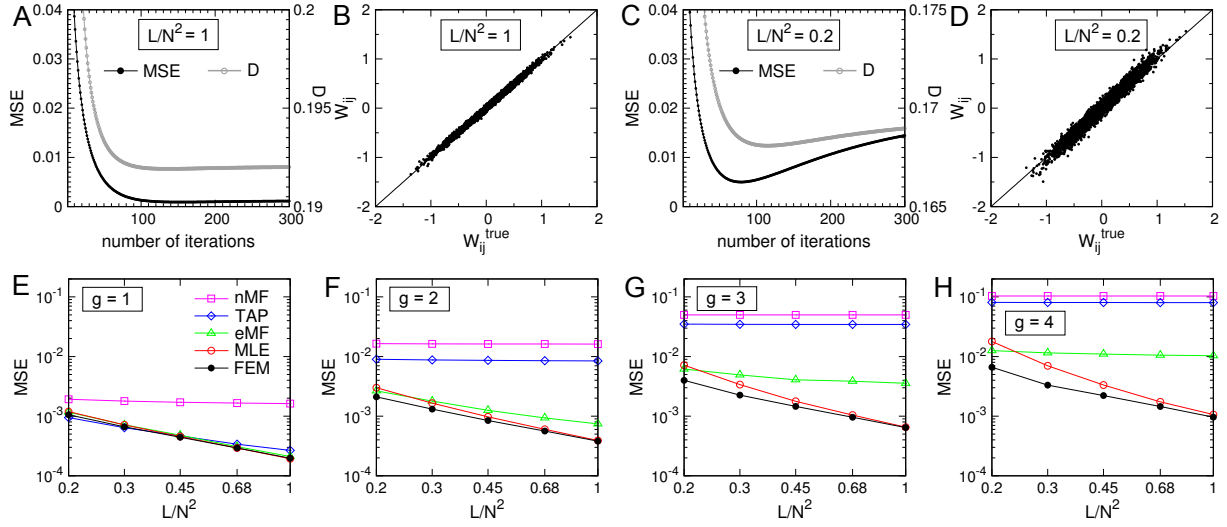 A
L/N² = 1
MSE
D
0.04
0.03
0.02
0.01
0
MSE
0.2
0.195
0.19
D
100
200
300
number of iterations
B
L/N² = 1
2
1
0
-1
-2
W_ij
-2
-1
0
1
2
W_ij^true
C
L/N² = 0.2
MSE
D
0.04
0.03
0.02
0.01
0
MSE
0.175
0.17
0.165
D
100
200
300
number of iterations
D
L/N² = 0.2
2
1
0
-1
-2
W_ij
-2
-1
0
1
2
W_ij^true
E
g = 1
nMF
TAP
eMF
MLE
FEM
10⁻¹
10⁻²
10⁻³
10⁻⁴
MSE
0.2
0.3
0.45
0.68
1
L/N²
F
g = 2
10⁻¹
10⁻²
10⁻³
10⁻⁴
MSE
0.2
0.3
0.45
0.68
1
L/N²
G
g = 3
10⁻¹
10⁻²
10⁻³
10⁻⁴
MSE
0.2
0.3
0.45
0.68
1
L/N²
H
g = 4
10⁻¹
10⁻²
10⁻³
10⁻⁴
MSE
0.2
0.3
0.45
0.68
1
L/N²